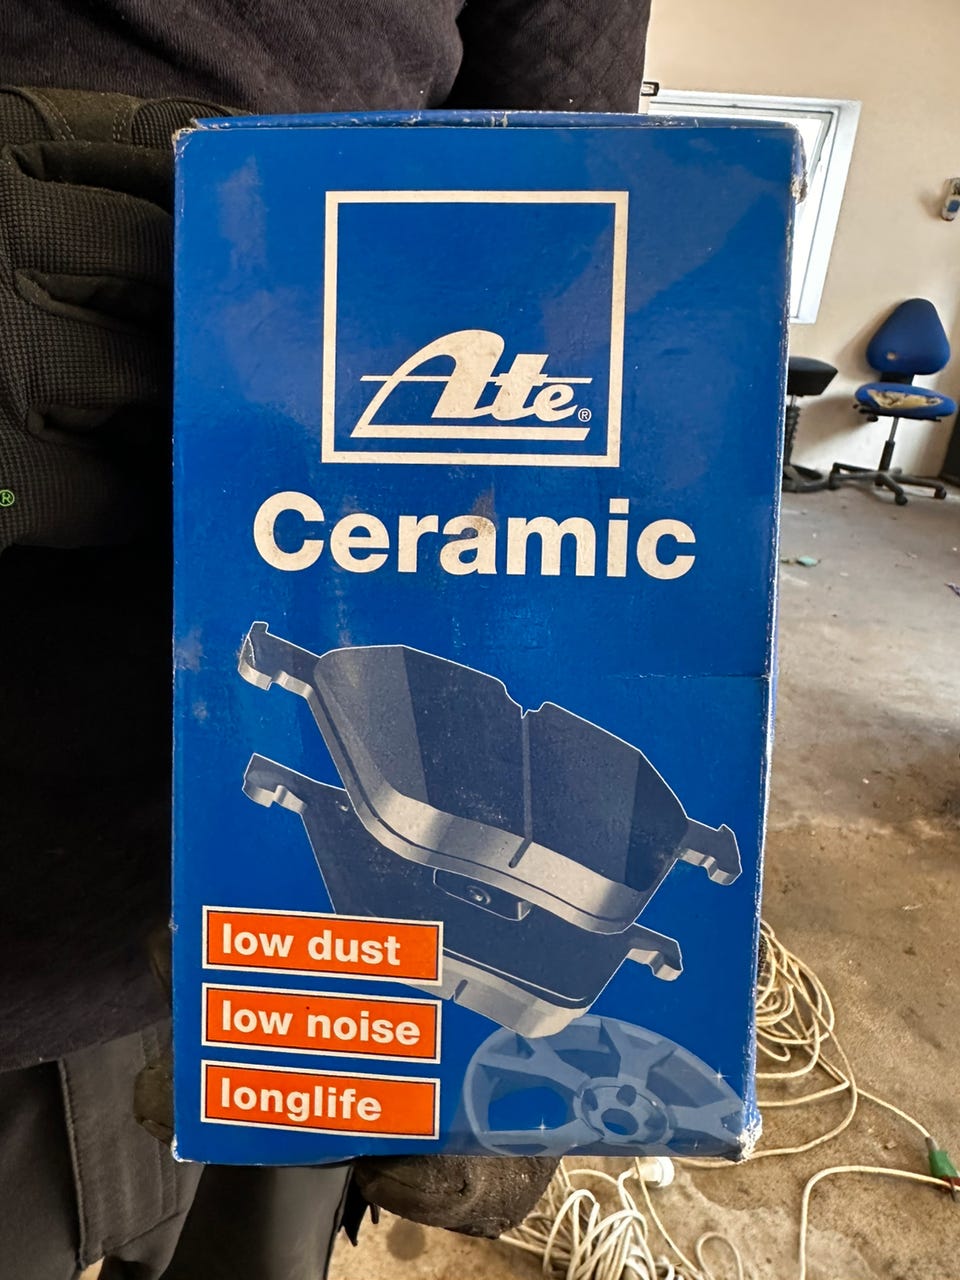 Ate®
Ceramic
low dust
low noise
longlife
®